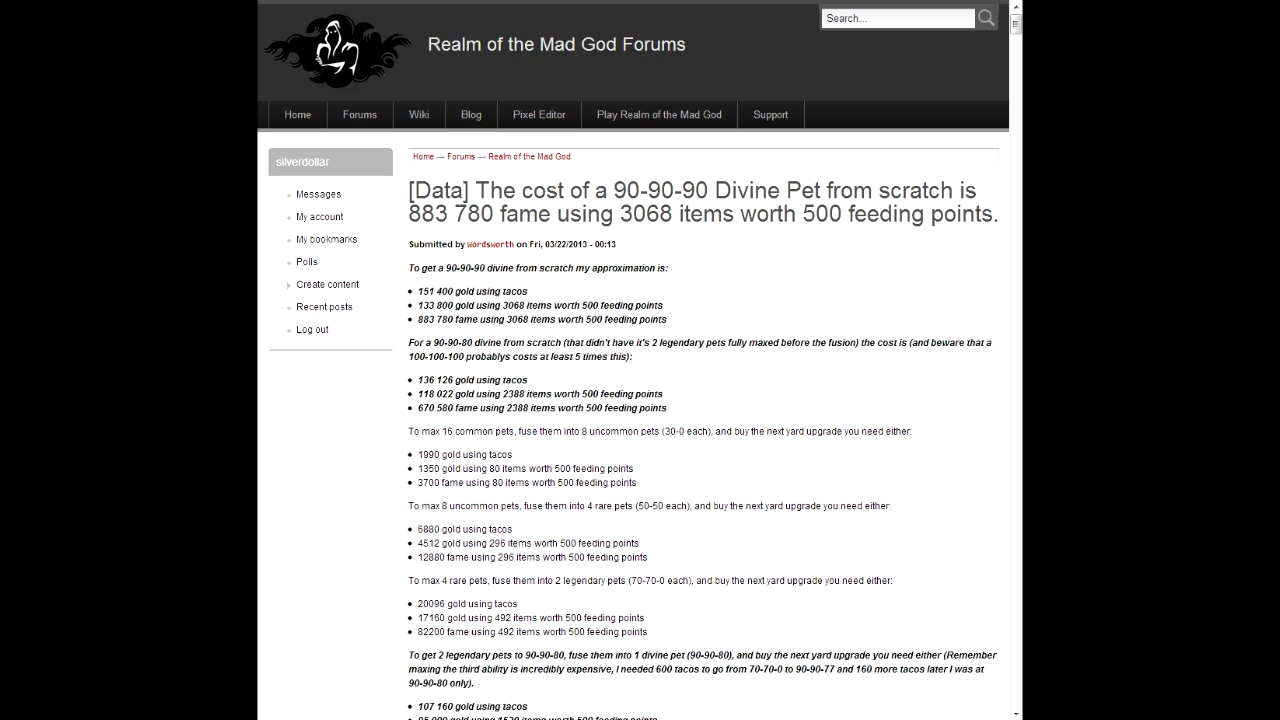 Search...
Realm of the Mad God Forums
Home
Forums
Wiki
Blog
Pixel Editor
Play Realm of the Mad God
Support
silverdollar
Messages
My account
My bookmarks
Polls
Create content
Recent posts
Log out
Home → Forums → Realm of the Mad God
[Data] The cost of a 90-90-90 Divine Pet from scratch is
883 780 fame using 3068 items worth 500 feeding points.
Submitted by wordsworth on Fri, 03/22/2013 - 00:13
To get a 90-90-90 divine from scratch my approximation is:
151 400 gold using tacos
133 800 gold using 3068 items worth 500 feeding points
883 780 fame using 3068 items worth 500 feeding points
For a 90-90-80 divine from scratch (that didn't have it's 2 legendary pets fully maxed before the fusion) the cost is (and beware that a
100-100-100 probablys costs at least 5 times this):
136 126 gold using tacos
118 022 gold using 2388 items worth 500 feeding points
670 580 fame using 2388 items worth 500 feeding points
To max 16 common pets, fuse them into 8 uncommon pets (30-0 each), and buy the next yard upgrade you need either:
1990 gold using tacos
1350 gold using 80 items worth 500 feeding points
3700 fame using 80 items worth 500 feeding points
To max 8 uncommon pets, fuse them into 4 rare pets (50-50 each), and buy the next yard upgrade you need either:
6880 gold using tacos
4512 gold using 296 items worth 500 feeding points
12880 fame using 296 items worth 500 feeding points
To max 4 rare pets, fuse them into 2 legendary pets (70-70-0 each), and buy the next yard upgrade you need either:
20096 gold using tacos
17160 gold using 492 items worth 500 feeding points
82200 fame using 492 items worth 500 feeding points
To get 2 legendary pets to 90-90-80, fuse them into 1 divine pet (90-90-80), and buy the next yard upgrade you need either (Remember
maxing the third ability is incredibly expensive, I needed 600 tacos to go from 70-70-0 to 90-90-77 and 160 more tacos later I was at
90-90-80 only).
107 160 gold using tacos
95 000 gold using 1520 items worth 500 feeding points